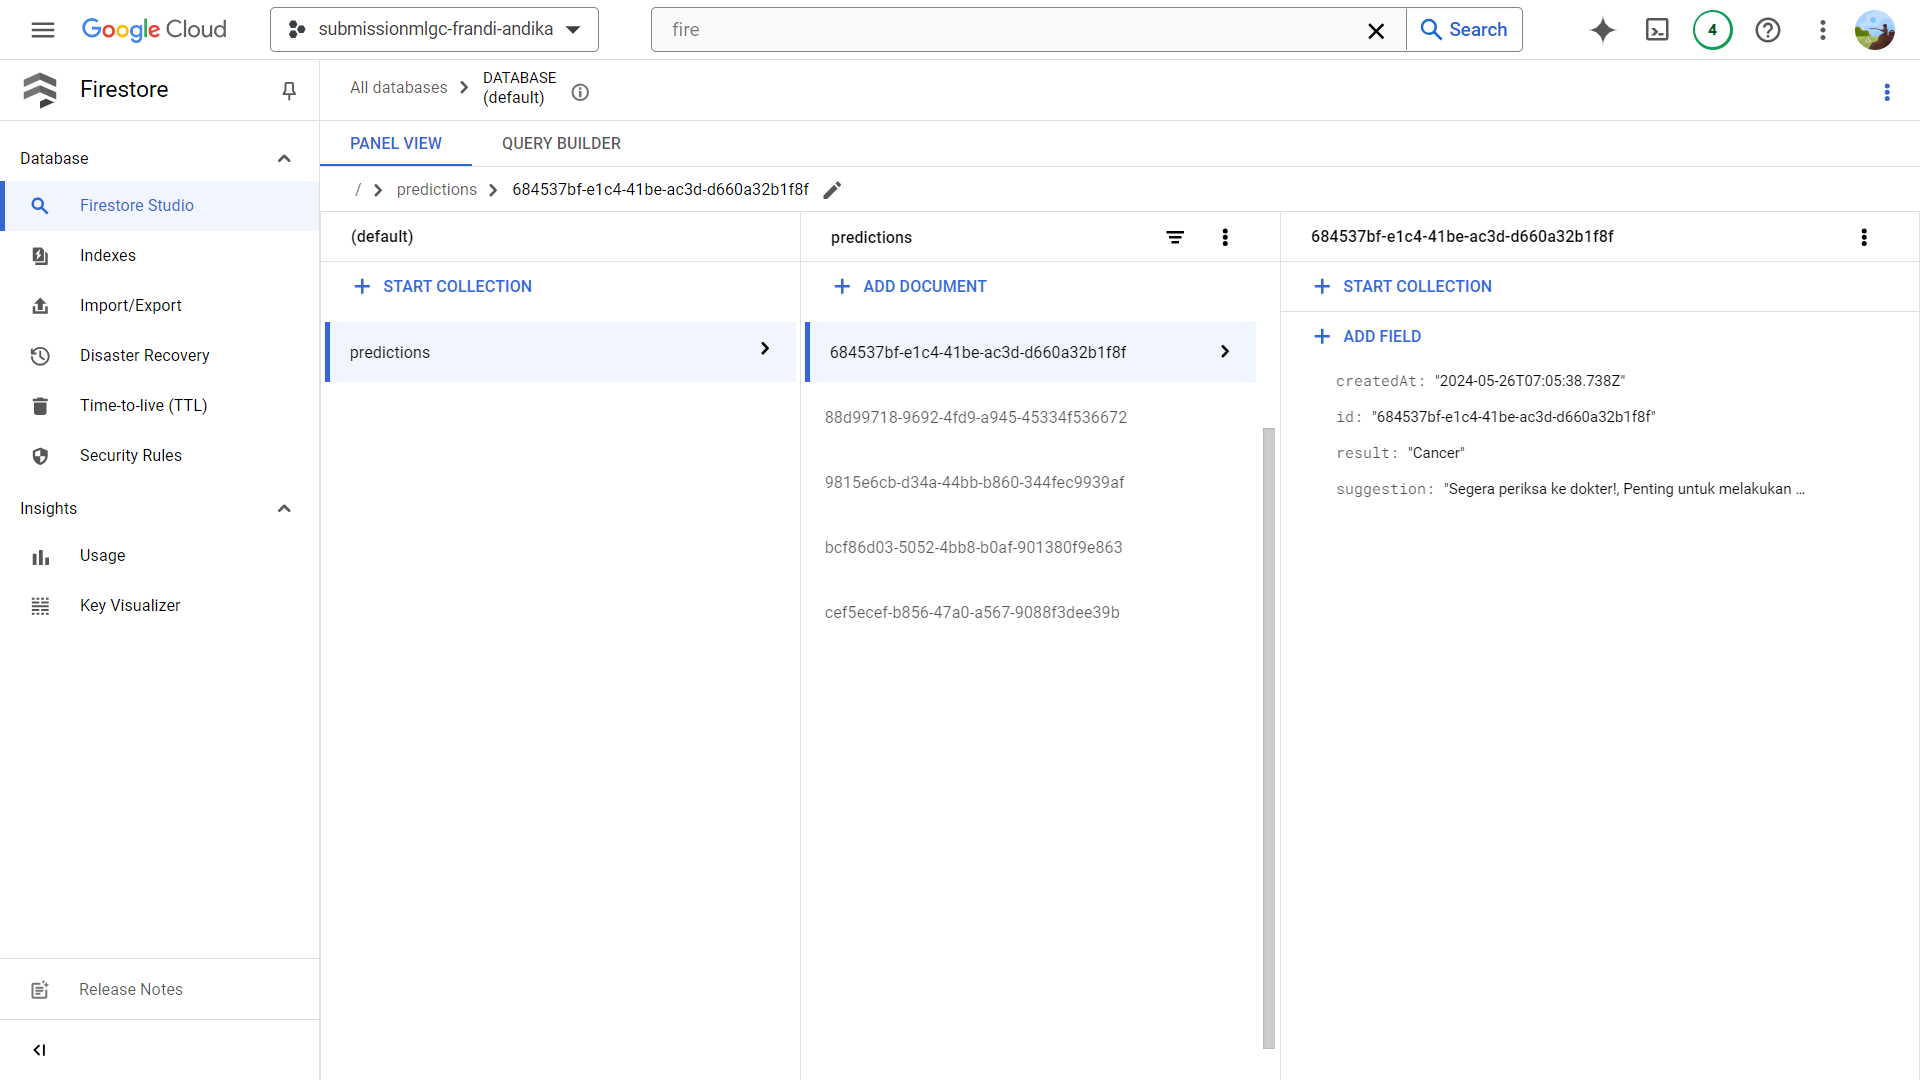 Google Cloud
submissionmlgc-frandi-andika
fire
Search
4
Firestore
All databases
DATABASE
(default)
Database
PANEL VIEW
QUERY BUILDER
Firestore Studio
Indexes
Import/Export
Disaster Recovery
Time-to-live (TTL)
Security Rules
Insights
Usage
Key Visualizer
Release Notes
/ predictions 684537bf-e1c4-41be-ac3d-d660a32b1f8f
(default)
START COLLECTION
predictions
predictions
ADD DOCUMENT
684537bf-e1c4-41be-ac3d-d660a32b1f8f
88d99718-9692-4fd9-a945-45334f536672
9815e6cb-d34a-44bb-b860-344fec9939af
bcf86d03-5052-4bb8-b0af-901380f9e863
cef5ecef-b856-47a0-a567-9088f3dee39b
684537bf-e1c4-41be-ac3d-d660a32b1f8f
START COLLECTION
ADD FIELD
createdAt: "2024-05-26T07:05:38.738Z"
id: "684537bf-e1c4-41be-ac3d-d660a32b1f8f"
result: "Cancer"
suggestion: "Segera periksa ke dokter!, Penting untuk melakukan ...